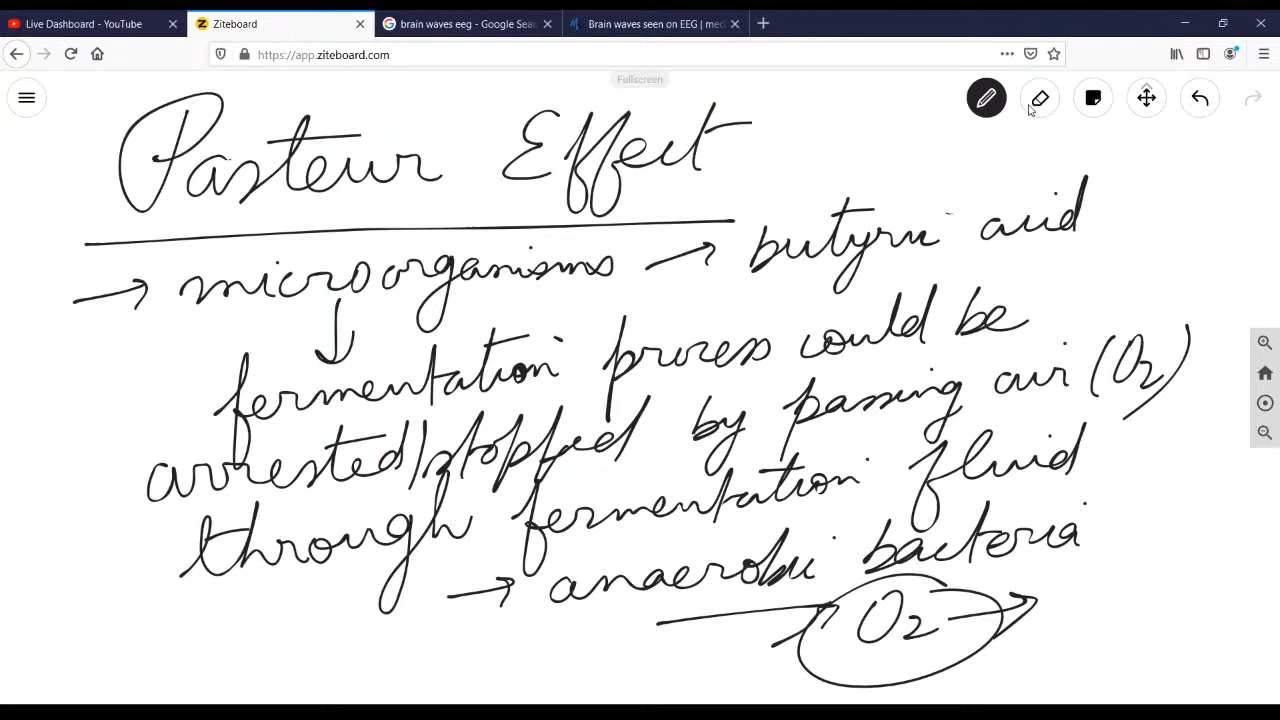 Live Dashboard - YouTube
Ziteboard
brain waves eeg - Google Sear
Brain waves seen on EEG | med
https://app.ziteboard.com
Fullscreen
Pasteur Effect
→ microorganisms → butyric acid
↓
fermentation process could be
arrested/stopped by passing air (O2)
through fermentation fluid
→ anaerobic bacteria
O2 →